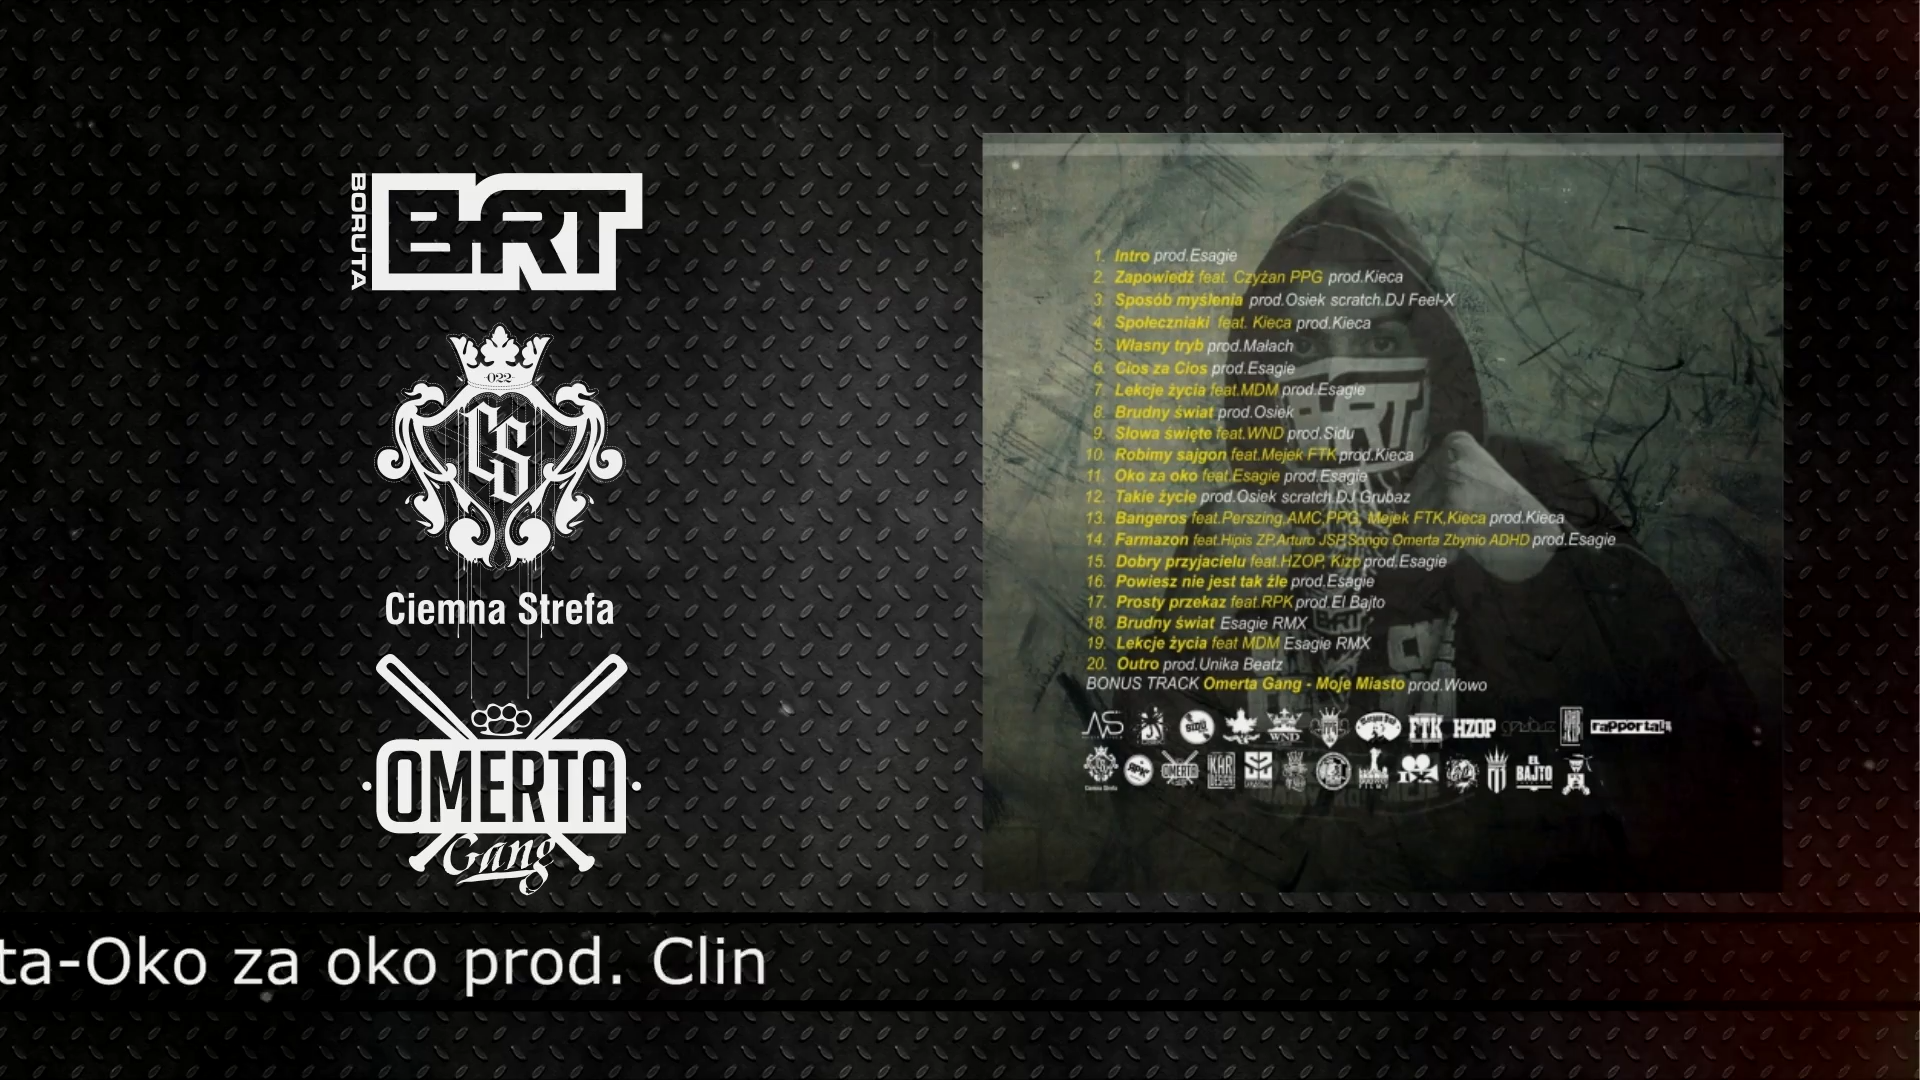 BORUTA
BRT
022
CS
Ciemna Strefa
OMERTA
Gang
1. Intro prod.Esagie
2. Zapowiedź feat. Czyżan PPG prod.Kieca
3. Sposób myślenia prod.Osiek scratch.DJ Feel-X
4. Społeczniaki feat. Kieca prod.Kieca
5. Własny tryb prod.Małach
6. Cios za Cios prod.Esagie
7. Lekcje życia feat.MDM prod.Esagie
8. Brudny świat prod.Osiek
9. Słowa święte feat.WND prod.Sidu
10. Robimy sajgon feat.Mejek FTK prod.Kieca
11. Oko za oko feat.Esagie prod.Esagie
12. Takie życie prod.Osiek scratch.DJ Grubaz
13. Bangeros feat.Perszing,AMC,PPG, Mejek FTK,Kieca prod.Kieca
14. Farmazon feat.Hipis ZP,Arturo JSP,Songo Omerta Zbynio ADHD prod.Esagie
15. Dobry przyjacielu feat.HZOP, Kizo prod.Esagie
16. Powiesz nie jest tak źle prod.Esagie
17. Prosty przekaz feat.RPK prod.El Bajto
18. Brudny świat Esagie RMX
19. Lekcje życia feat MDM Esagie RMX
20. Outro prod.Unika Beatz
BONUS TRACK Omerta Gang - Moje Miasto prod.Wowo
WND FTK HZOP
RPK OMERTA EL BAJTO
BRT
ta-Oko za oko prod. Clin